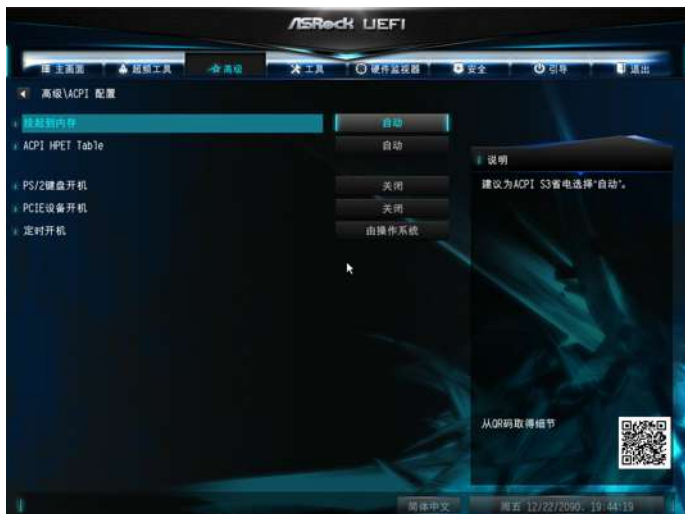 ASRock UEFI
主画面 超频工具 高级 工具 硬件监视器 安全 引导 退出
高级\ACPI 配置
挂起到内存 自动
ACPI HPET Table 自动
说明
建议为ACPI S3省电选择"自动"。
PS/2键盘开机 关闭
PCIE设备开机 关闭
定时开机 由操作系统
从QR码取得细节
简体中文 周五 12/22/2090. 19:44:19